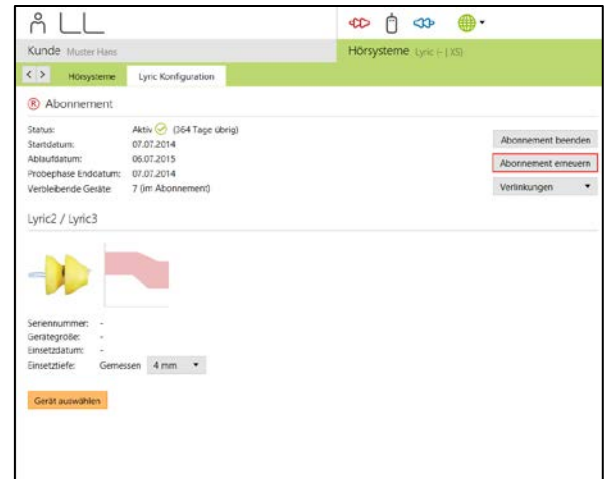 Kunde Muster Hans
Hörsysteme Lyric (- | XS)
< > Hörsysteme Lyric Konfiguration
R Abonnement
Status: Aktiv (364 Tage übrig)
Startdatum: 07.07.2014
Ablaufdatum: 06.07.2015
Probephase Enddatum: 07.07.2014
Verbleibende Geräte: 7 (im Abonnement)
Abonnement beenden
Abonnement erneuern
Verlinkungen
Lyric2 / Lyric3
Seriennummer: -
Gerätegröße: -
Einsetzdatum: -
Einsetztiefe: Gemessen 4 mm
Gerät auswählen